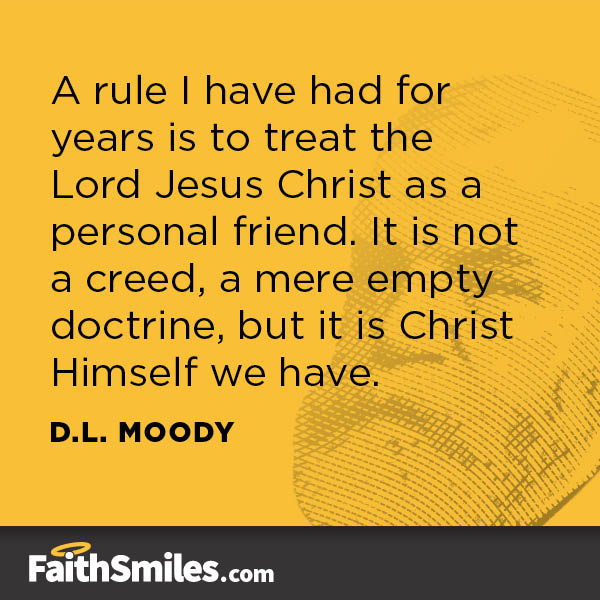 A rule I have had for
years is to treat the
Lord Jesus Christ as a
personal friend. It is not
a creed, a mere empty
doctrine, but it is Christ
Himself we have.
D.L. MOODY
FaithSmiles.com